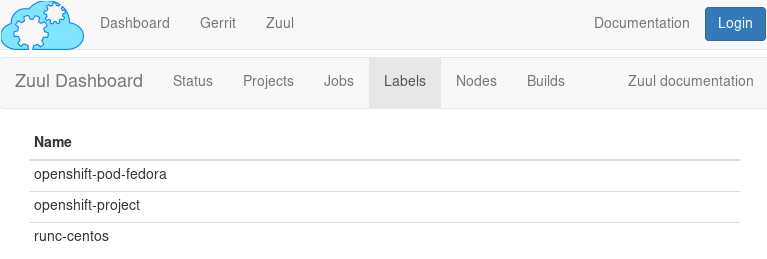 Dashboard Gerrit Zuul Documentation Login
Zuul Dashboard Status Projects Jobs Labels Nodes Builds Zuul documentation
Name
openshift-pod-fedora
openshift-project
runc-centos